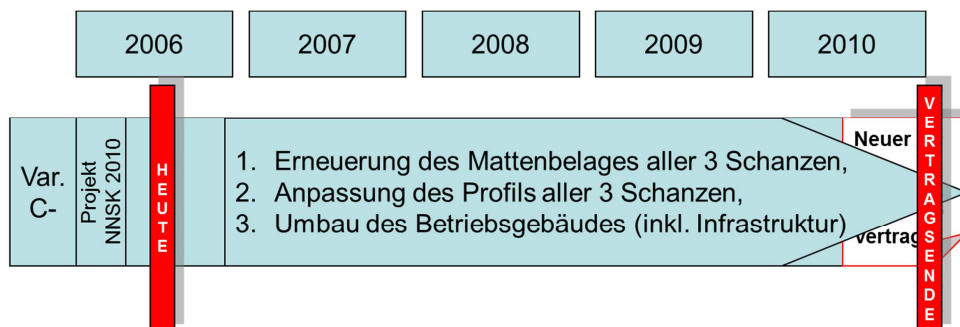 2006
2007
2008
2009
2010
Var.
C-
Projekt
NNSK 2010
HEUTE
1. Erneuerung des Mattenbelages aller 3 Schanzen,
2. Anpassung des Profils aller 3 Schanzen,
3. Umbau des Betriebsgebäudes (inkl. Infrastruktur)
Neuer
Vertrag
VERTRAGSENDE